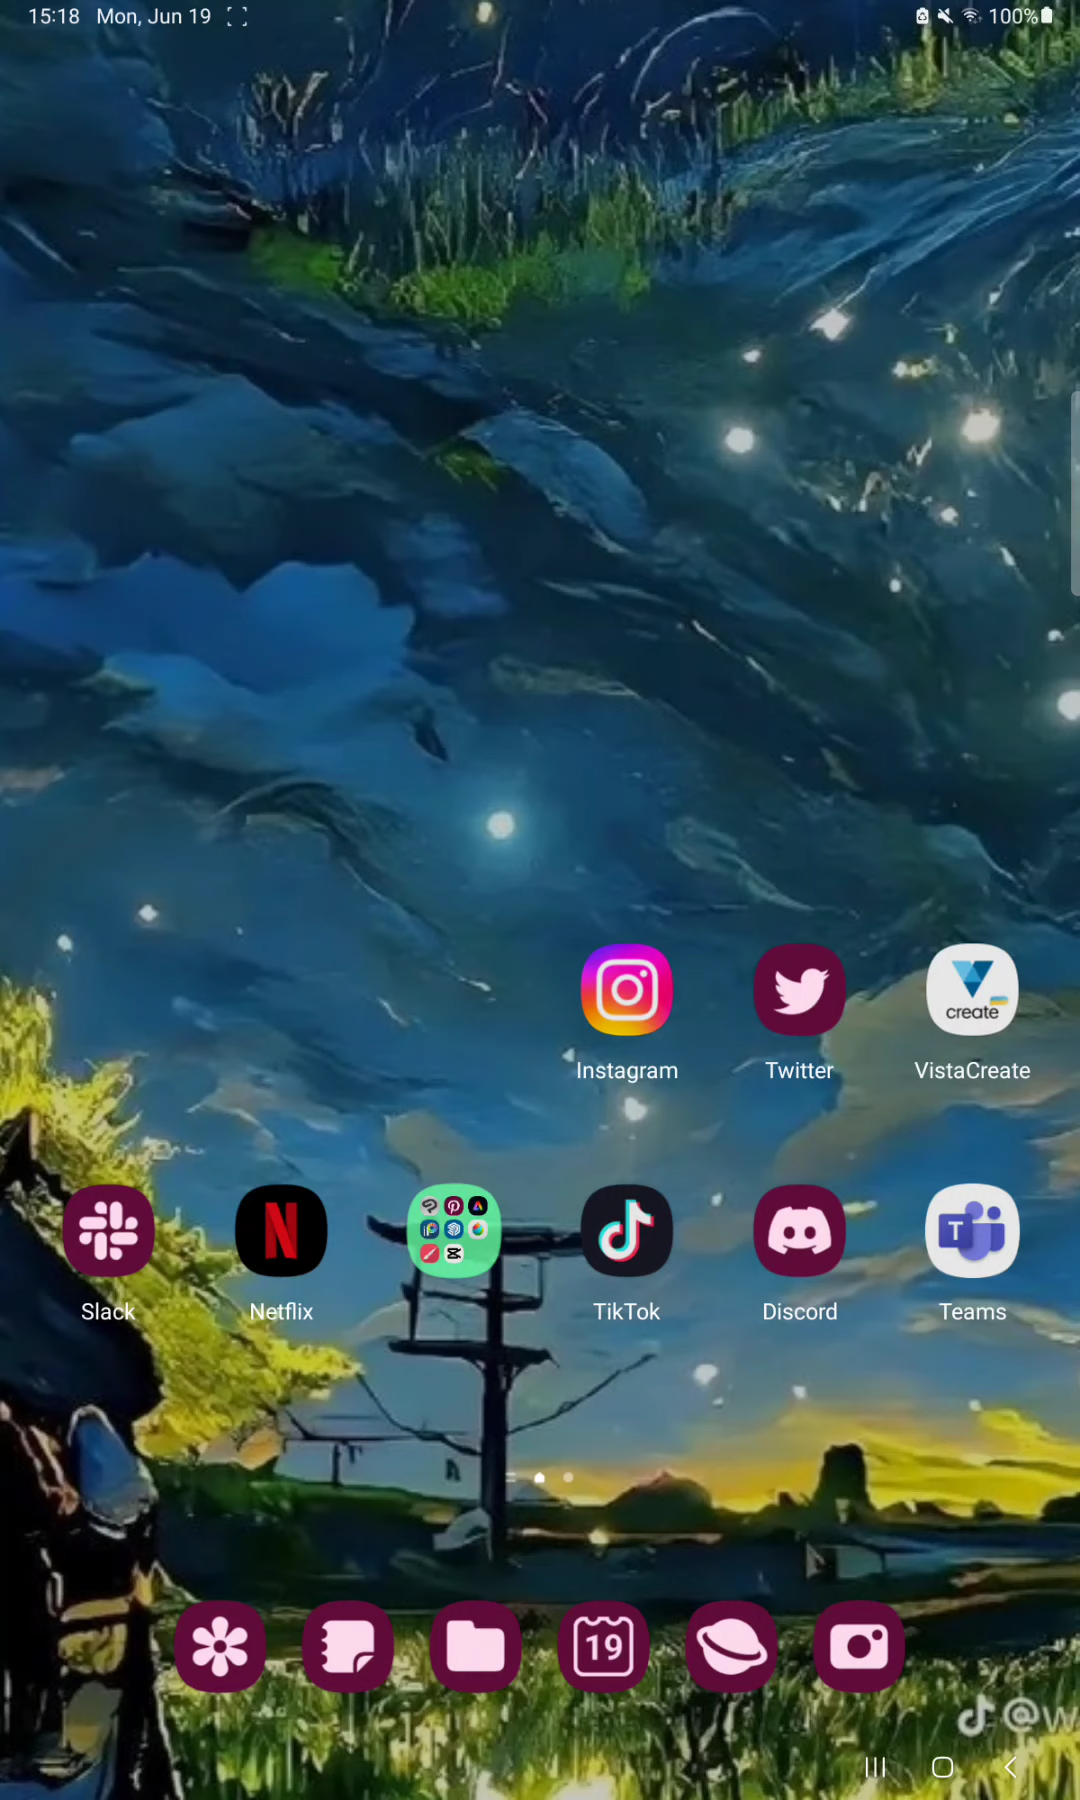 15:18 Mon, Jun 19 100%
create
Instagram Twitter VistaCreate
N T
Slack Netflix TikTok Discord Teams
19
@W